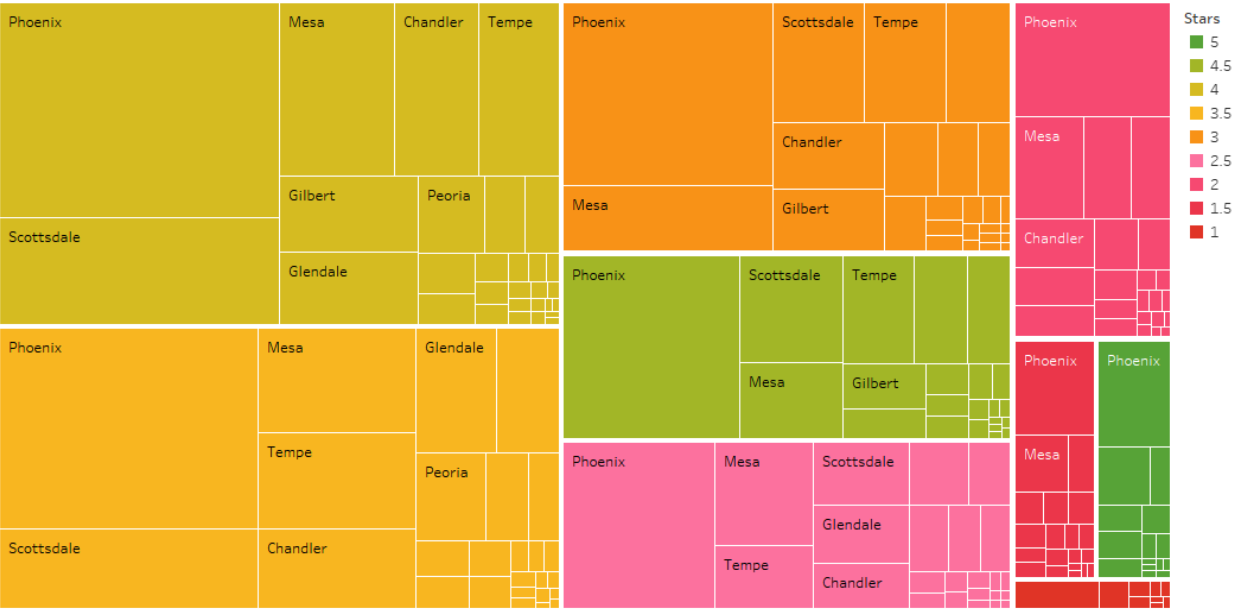 Phoenix
Mesa
Chandler
Tempe
Scottsdale
Gilbert
Peoria
Glendale
Phoenix
Mesa
Glendale
Tempe
Peoria
Scottsdale
Chandler
Phoenix
Scottsdale
Tempe
Chandler
Mesa
Gilbert
Phoenix
Scottsdale
Tempe
Mesa
Gilbert
Phoenix
Mesa
Scottsdale
Glendale
Tempe
Chandler
Phoenix
Mesa
Chandler
Phoenix
Mesa
Phoenix
Stars
5
4.5
4
3.5
3
2.5
2
1.5
1